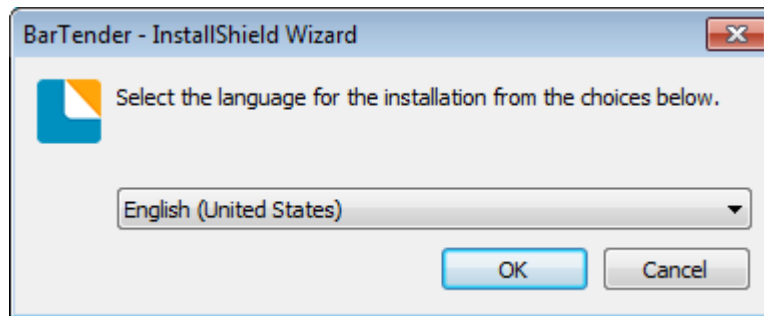 BarTender - InstallShield Wizard
Select the language for the installation from the choices below.
English (United States)
OK
Cancel